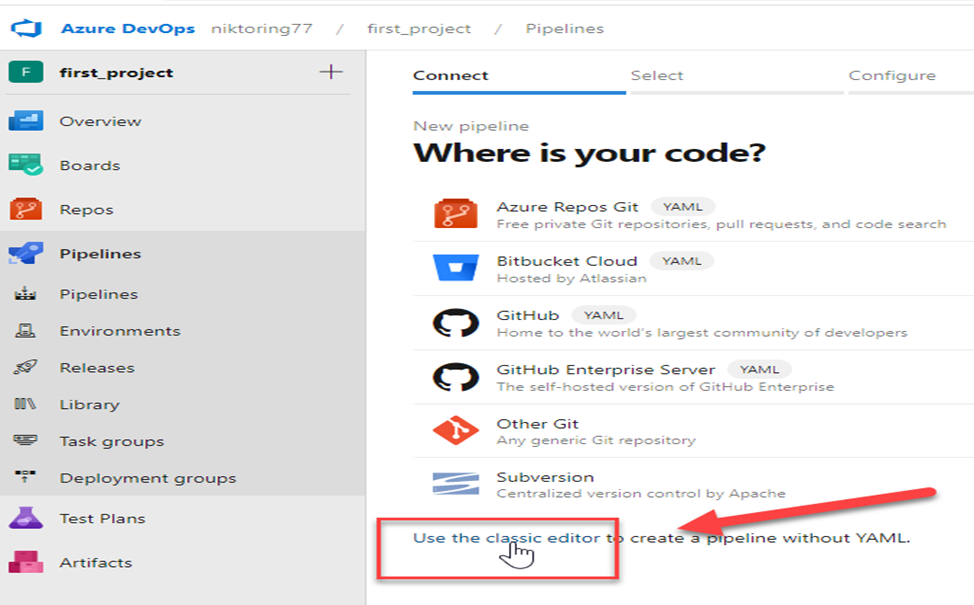 Azure DevOps niktoring77 / first_project / Pipelines
F first_project +
Overview
Boards
Repos
Pipelines
Pipelines
Environments
Releases
Library
Task groups
Deployment groups
Test Plans
Artifacts
Connect Select Configure
New pipeline
Where is your code?
Azure Repos Git YAML
Free private Git repositories, pull requests, and code search
Bitbucket Cloud YAML
Hosted by Atlassian
GitHub YAML
Home to the world's largest community of developers
GitHub Enterprise Server YAML
The self-hosted version of GitHub Enterprise
Other Git
Any generic Git repository
Subversion
Centralized version control by Apache
Use the classic editor to create a pipeline without YAML.